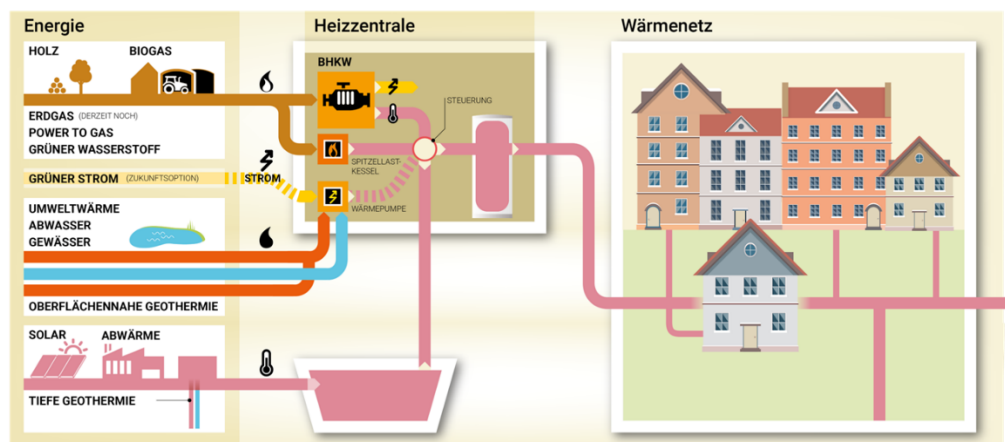 Energie
HOLZ
BIOGAS
ERDGAS (DERZEIT NOCH)
POWER TO GAS
GRÜNER WASSERSTOFF
GRÜNER STROM (ZUKUNFTSOPTION)
STROM
UMWELTWÄRME
ABWASSER
GEWÄSSER
OBERFLÄCHENNAHE GEOTHERMIE
SOLAR
ABWÄRME
TIEFE GEOTHERMIE
Heizzentrale
BHKW
STEUERUNG
SPITZELLAST-
KESSEL
WÄRMEPUMPE
Wärmenetz